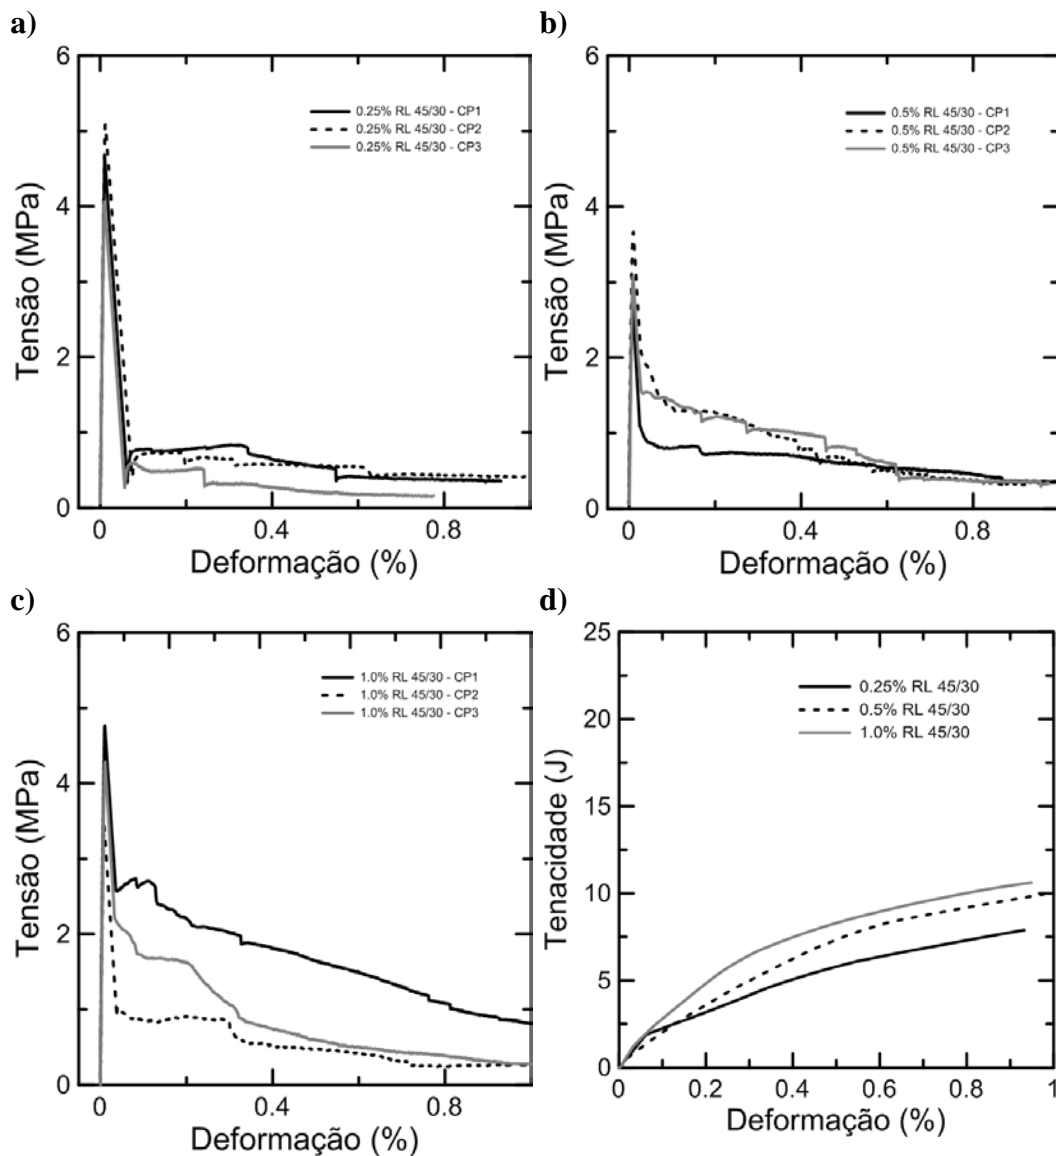 a)
6
4
2
0
0
0.4
0.8
Tensão (MPa)
Deformação (%)
0.25% RL 45/30 - CP1
0.25% RL 45/30 - CP2
0.25% RL 45/30 - CP3
b)
6
4
2
0
0
0.4
0.8
Tensão (MPa)
Deformação (%)
0.5% RL 45/30 - CP1
0.5% RL 45/30 - CP2
0.5% RL 45/30 - CP3
c)
6
4
2
0
0
0.4
0.8
Tensão (MPa)
Deformação (%)
1.0% RL 45/30 - CP1
1.0% RL 45/30 - CP2
1.0% RL 45/30 - CP3
d)
25
20
15
10
5
0
0
0.2
0.4
0.6
0.8
1
Tenacidade (J)
Deformação (%)
0.25% RL 45/30
0.5% RL 45/30
1.0% RL 45/30